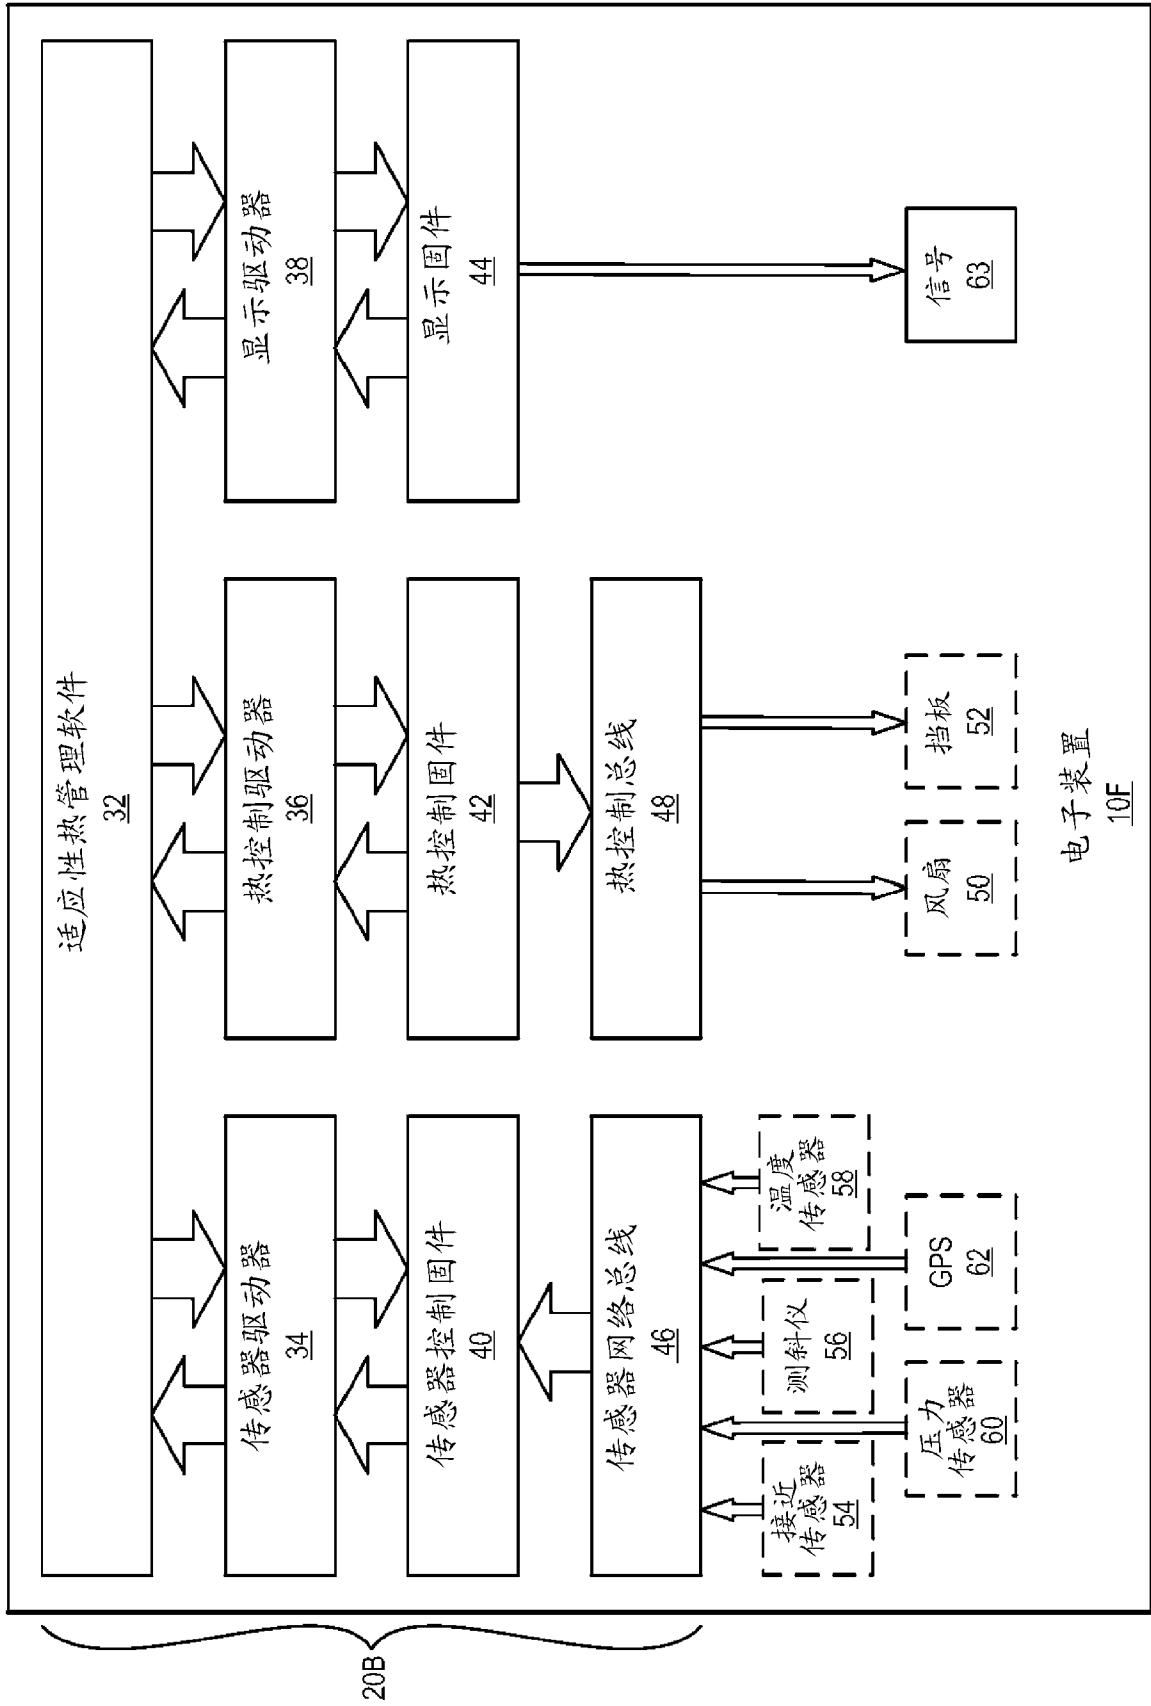 20B
适应性热管理软件
32
传感器驱动器
34
热控制驱动器
36
显示驱动器
38
传感器控制固件
40
热控制固件
42
显示固件
44
传感器网络总线
46
热控制总线
48
接近
传感器
54
测斜仪
56
温度
传感器
58
压力
传感器
60
GPS
62
风扇
50
挡板
52
信号
63
电子装置
10F